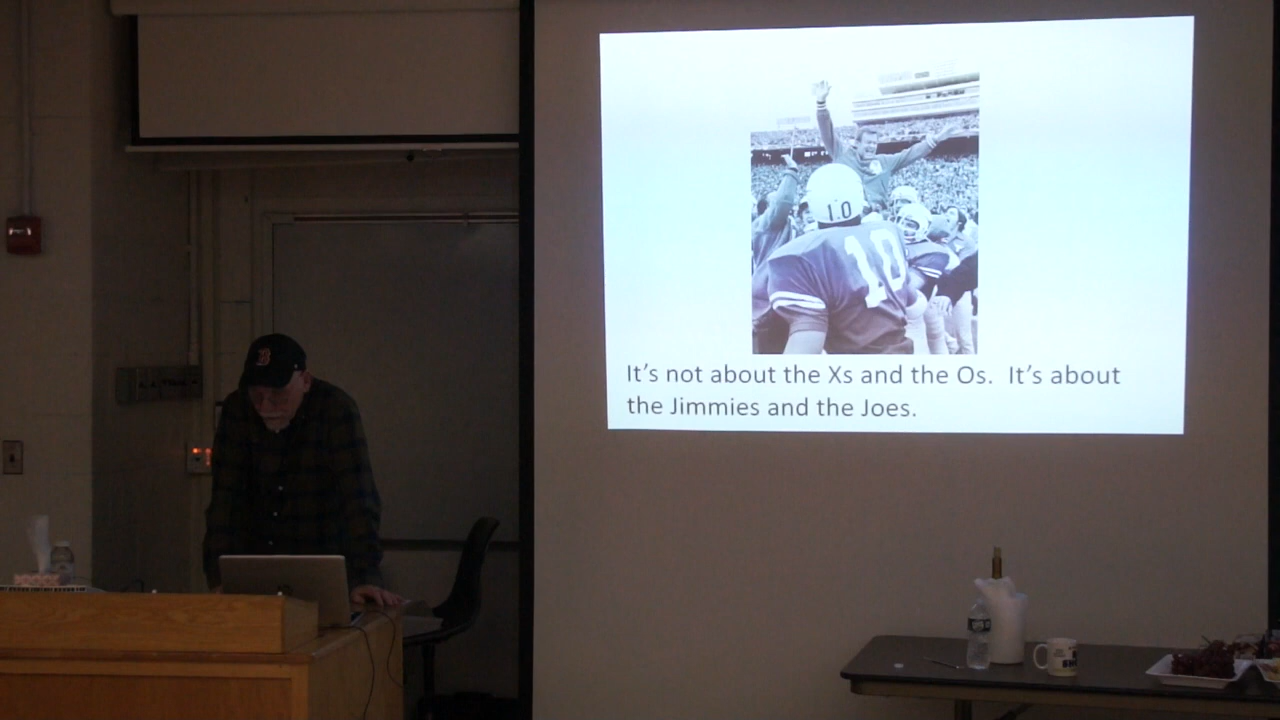 B
10
10
It's not about the Xs and the Os.  It's about
the Jimmies and the Joes.